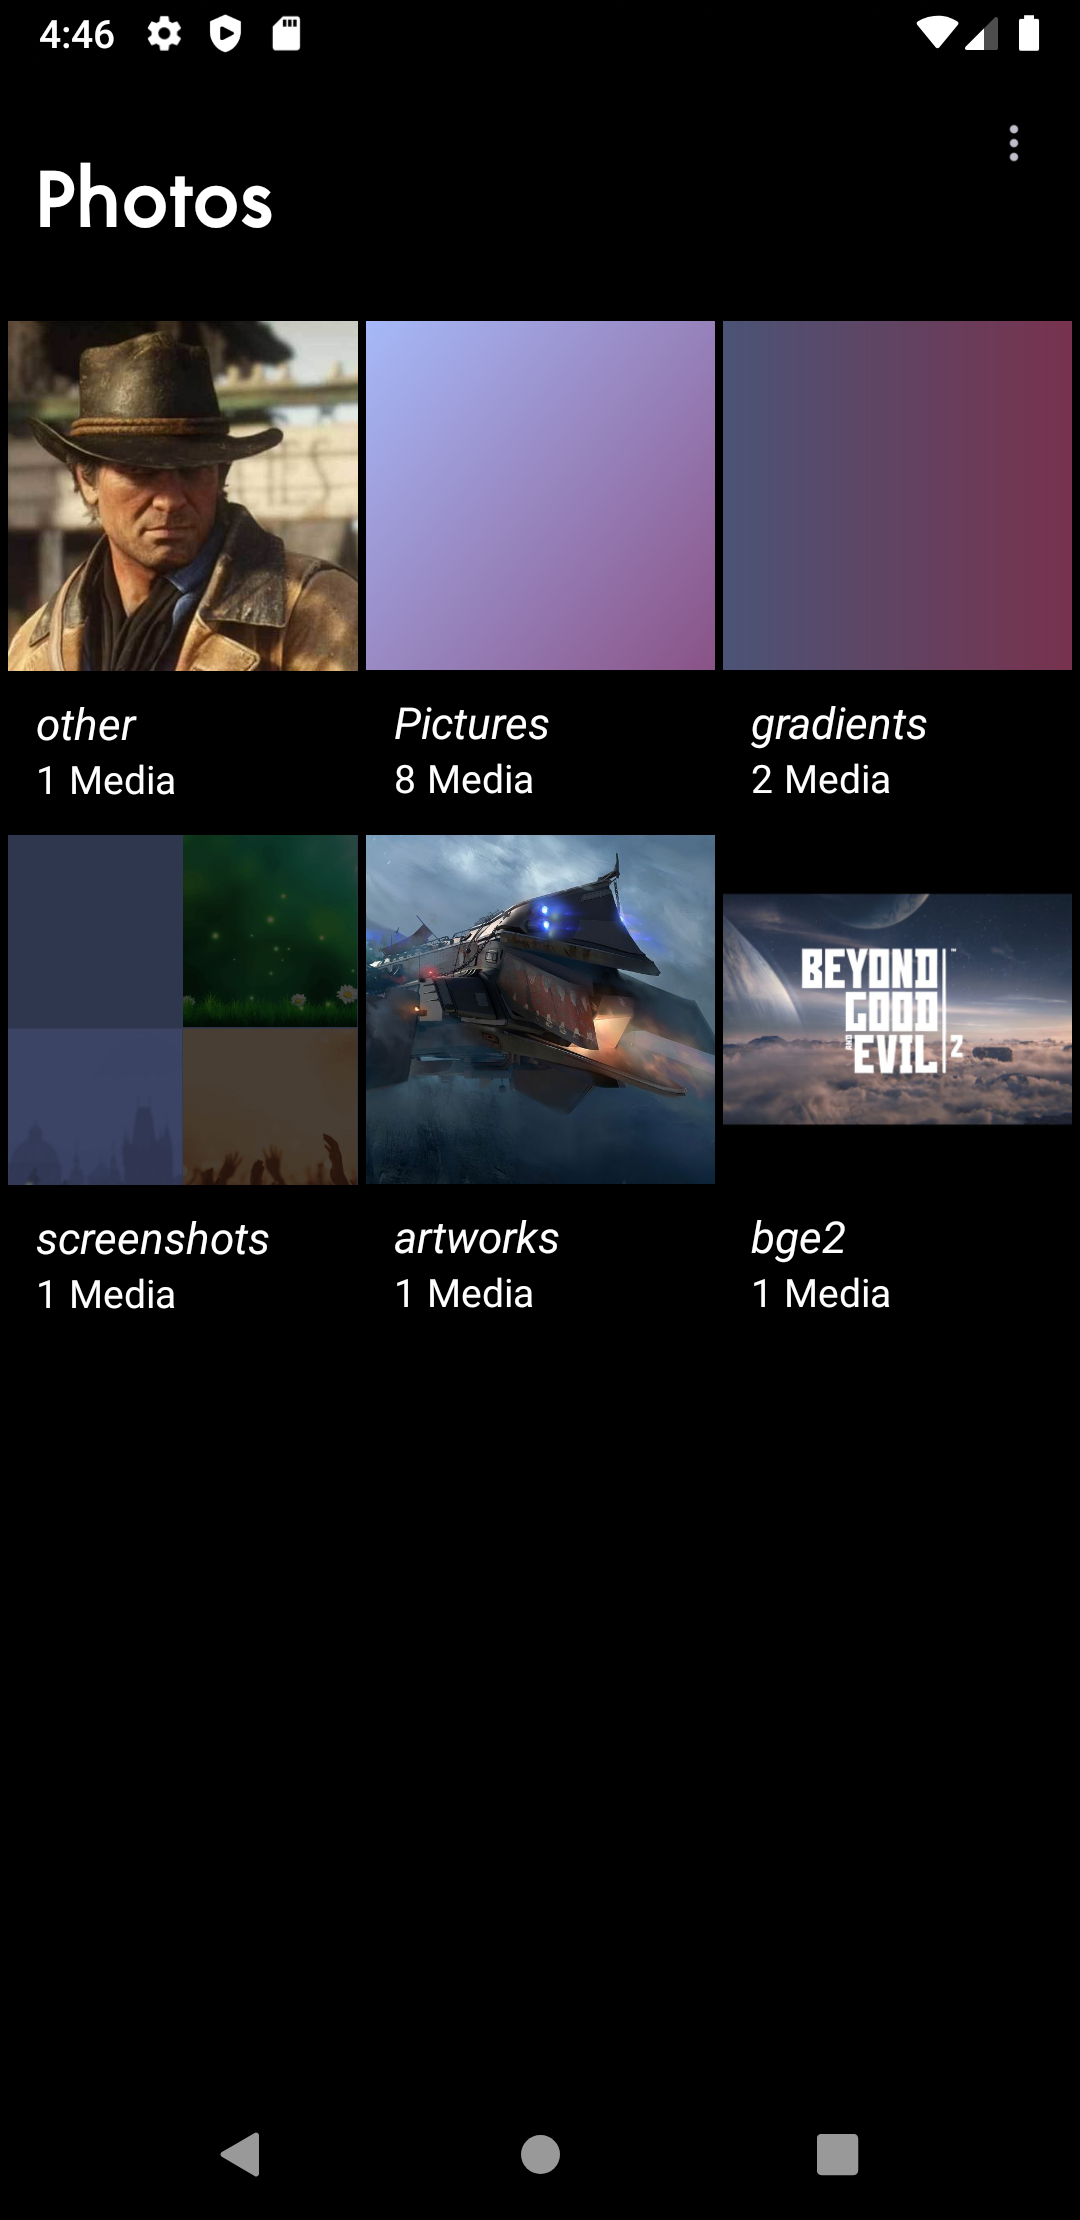 4:46
Photos
other
1 Media
Pictures
8 Media
gradients
2 Media
BEYOND
GOOD
AND
EVIL 2
™
screenshots
1 Media
artworks
1 Media
bge2
1 Media